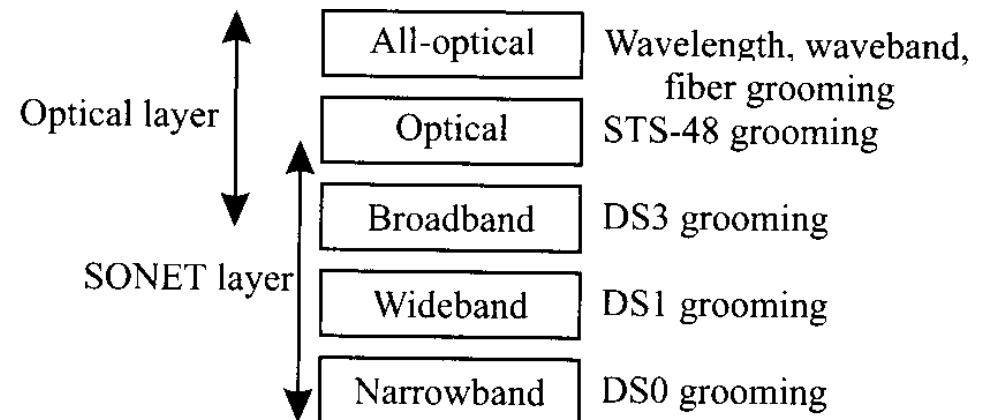 All-optical
Wavelength, waveband,
fiber grooming
Optical layer
Optical
STS-48 grooming
Broadband
DS3 grooming
SONET layer
Wideband
DS1 grooming
Narrowband
DS0 grooming